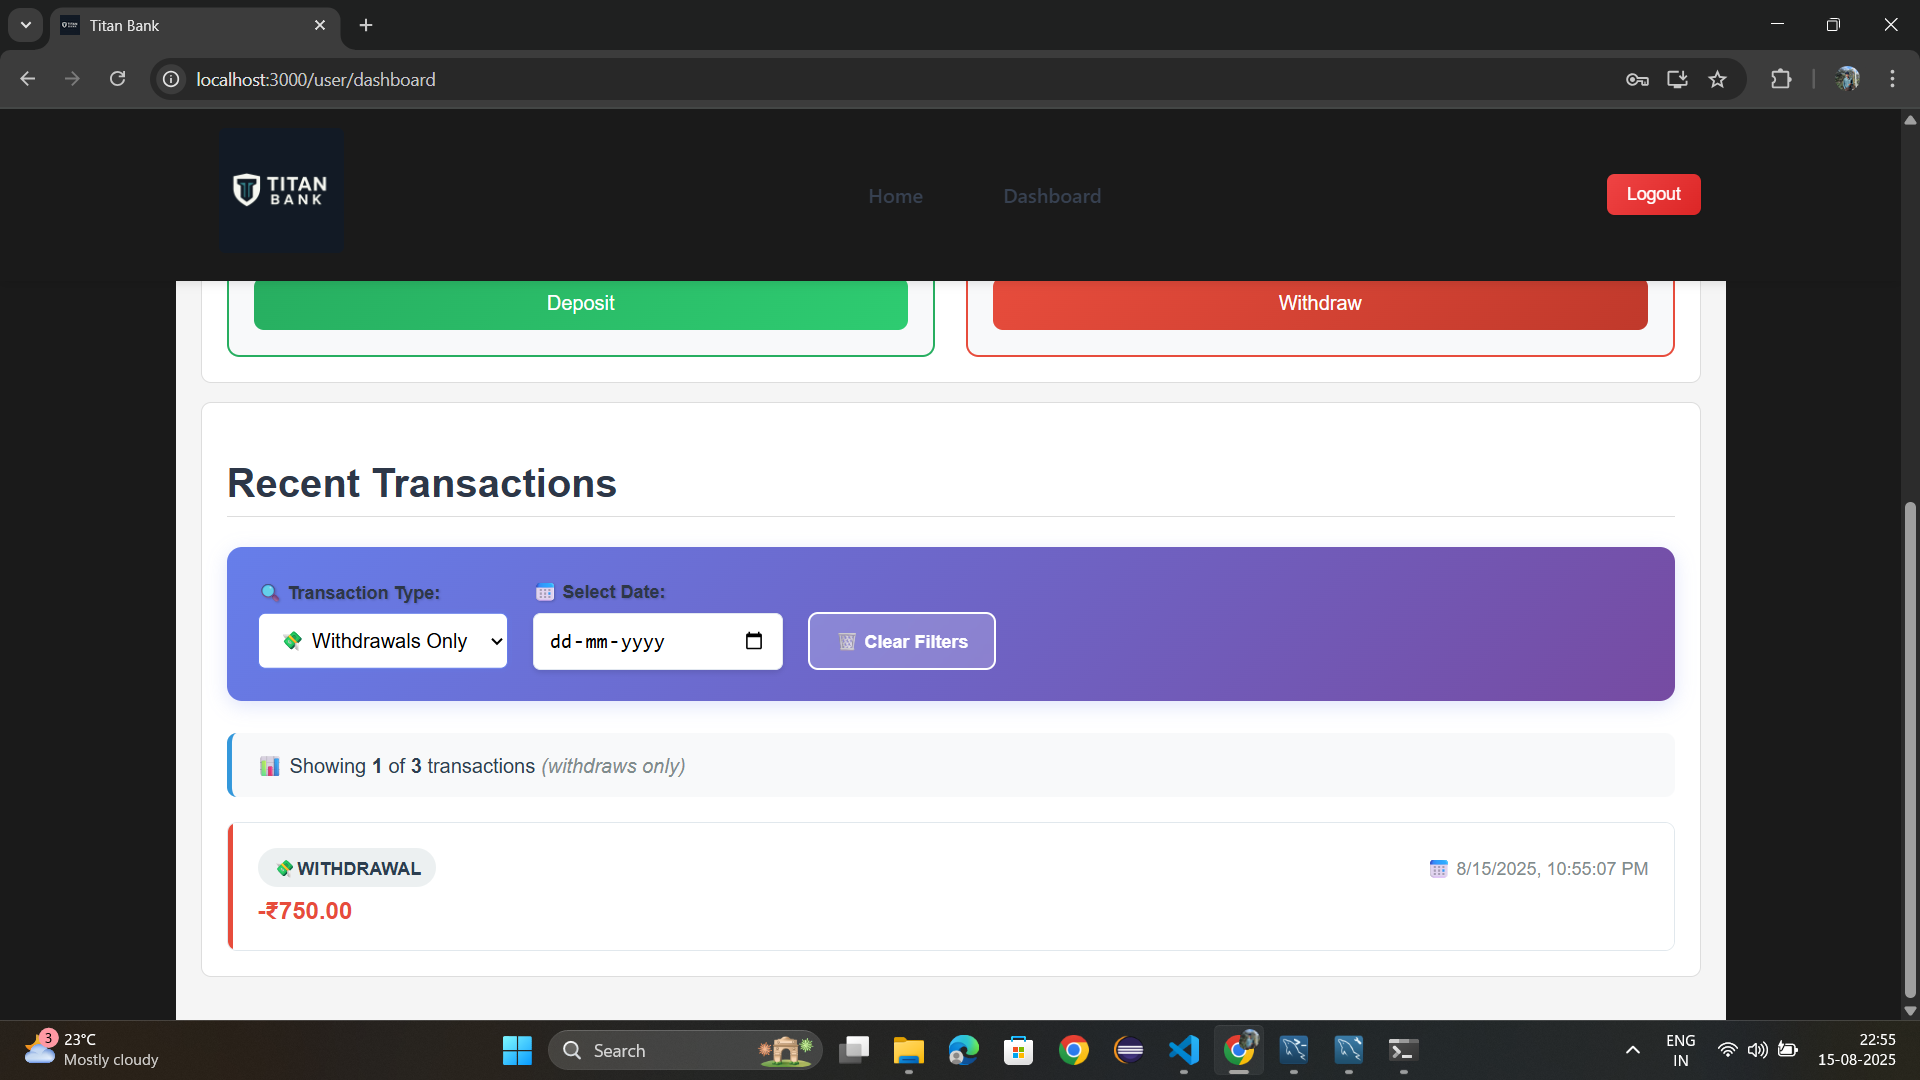 Titan Bank
localhost:3000/user/dashboard
TITAN
BANK
Home
Dashboard
Logout
Deposit
Withdraw
Recent Transactions
Transaction Type:
Select Date:
Withdrawals Only
dd-mm-yyyy
Clear Filters
Showing 1 of 3 transactions (withdraws only)
WITHDRAWAL
8/15/2025, 10:55:07 PM
-₹750.00
3
23°C
Mostly cloudy
Search
ENG
IN
22:55
15-08-2025